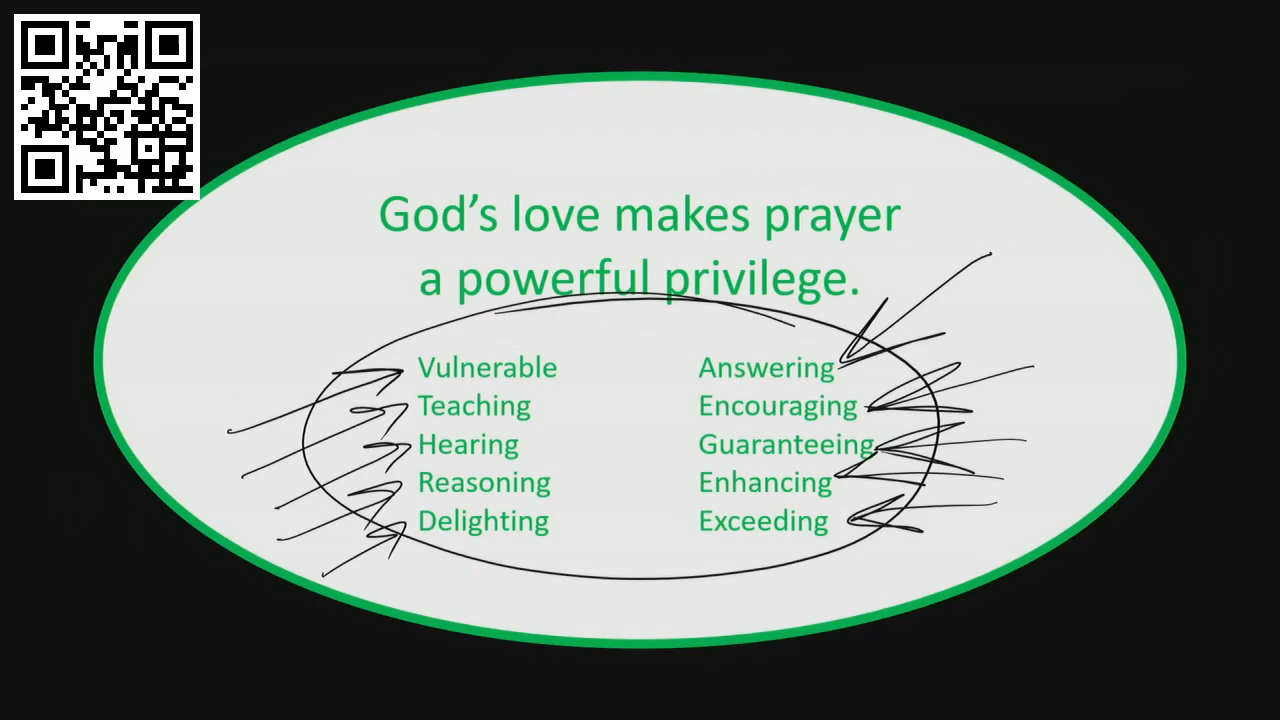 God’s love makes prayer
a powerful privilege.
Vulnerable
Teaching
Hearing
Reasoning
Delighting
Answering
Encouraging
Guaranteeing
Enhancing
Exceeding